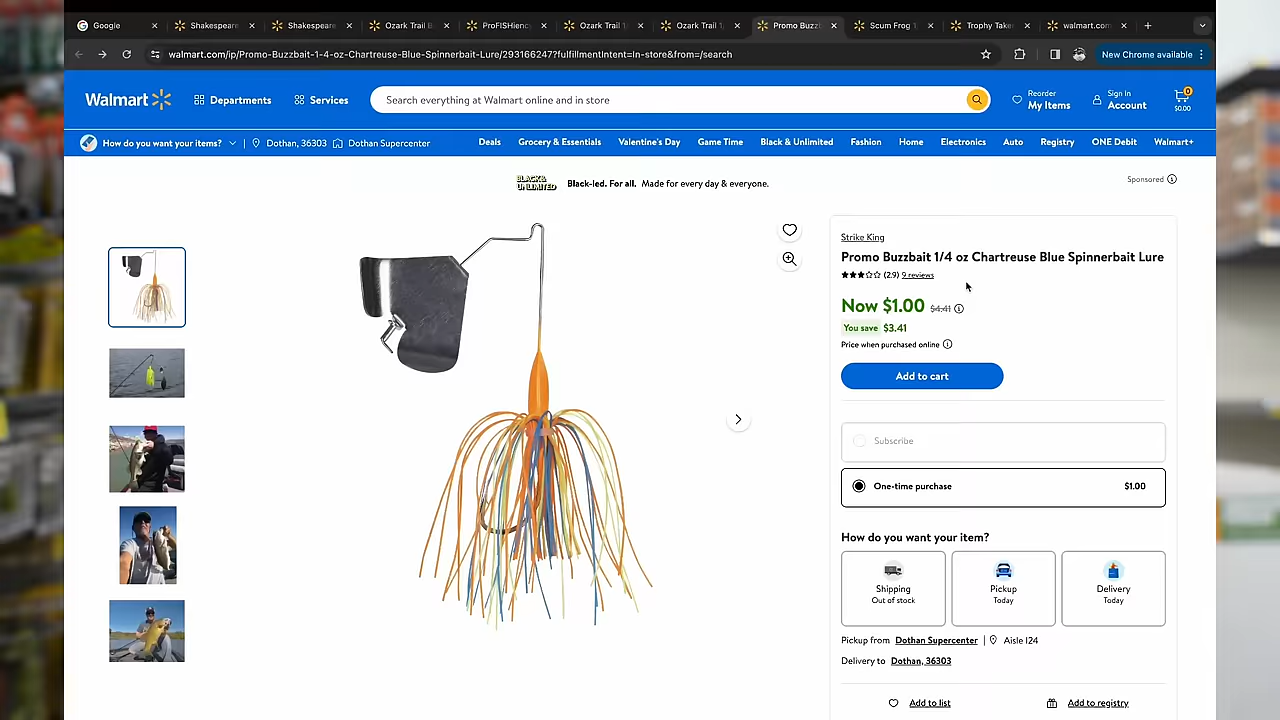 Google
Shakespeare
Shakespeare
Ozark Trail B
ProFISHiency
Ozark Trail 1
Ozark Trail 1/
Promo Buzzb
Scum Frog T
Trophy Taker
walmart.com
walmart.com/ip/Promo-Buzzbait-1-4-oz-Chartreuse-Blue-Spinnerbait-Lure/293166247?fulfillmentIntent=In-store&from=/search
New Chrome available
Walmart
Departments
Services
Search everything at Walmart online and in store
Reorder
My Items
Sign In
Account
0
$0.00
How do you want your items?
Dothan, 36303
Dothan Supercenter
Deals
Grocery & Essentials
Valentine's Day
Game Time
Black & Unlimited
Fashion
Home
Electronics
Auto
Registry
ONE Debit
Walmart+
BLACK &
UNLIMITED
Black-led. For all. Made for every day & everyone.
Sponsored
Strike King
Promo Buzzbait 1/4 oz Chartreuse Blue Spinnerbait Lure
(2.9) 9 reviews
Now $1.00 $4.41
You save $3.41
Price when purchased online
Add to cart
Subscribe
One-time purchase $1.00
How do you want your item?
Shipping
Out of stock
Pickup
Today
Delivery
Today
Pickup from Dothan Supercenter | Aisle I24
Delivery to Dothan, 36303
Add to list
Add to registry